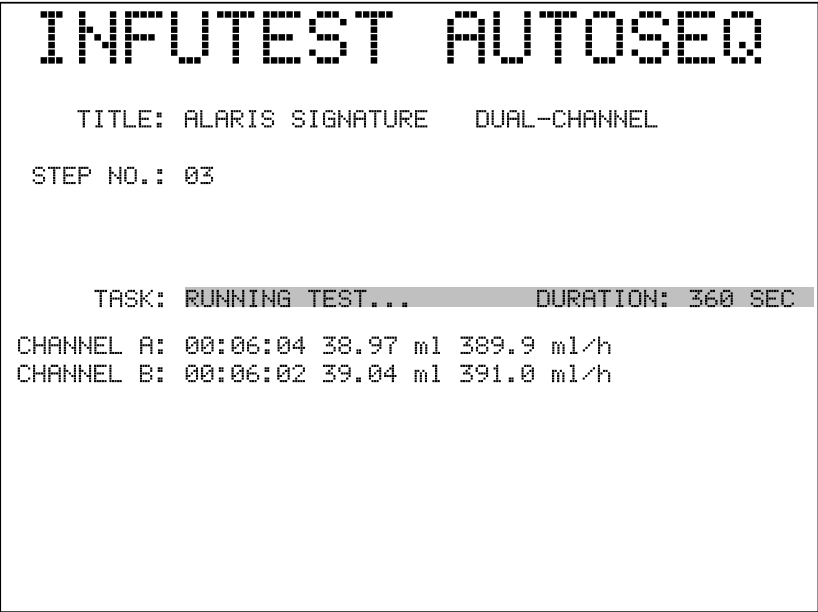 INFUTEST AUTOSEQ
TITLE: ALARIS SIGNATURE DUAL-CHANNEL
STEP NO.: 03
TASK: RUNNING TEST... DURATION: 360 SEC
CHANNEL A: 00:06:04 38.97 ml 389.9 ml/h
CHANNEL B: 00:06:02 39.04 ml 391.0 ml/h